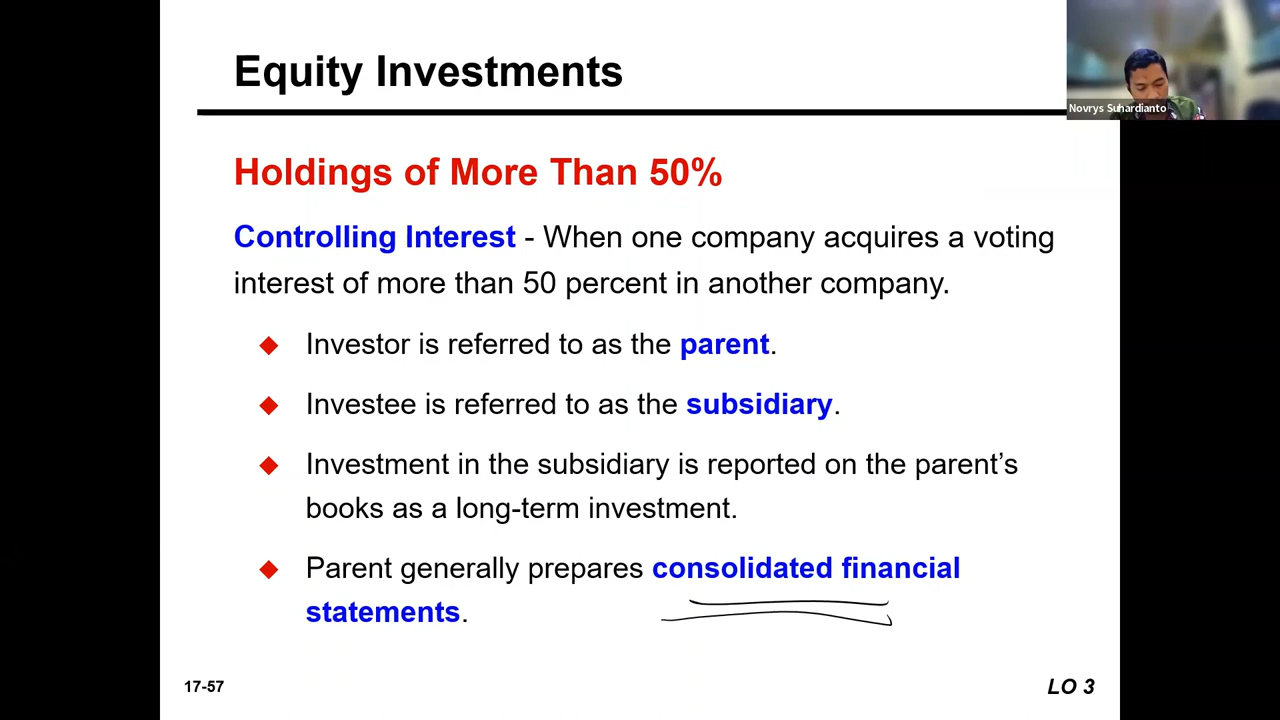 Equity Investments
Novrys Suhardianto
Holdings of More Than 50%
Controlling Interest - When one company acquires a voting
interest of more than 50 percent in another company.
Investor is referred to as the parent.
Investee is referred to as the subsidiary.
Investment in the subsidiary is reported on the parent’s
books as a long-term investment.
Parent generally prepares consolidated financial
statements.
17-57
LO 3